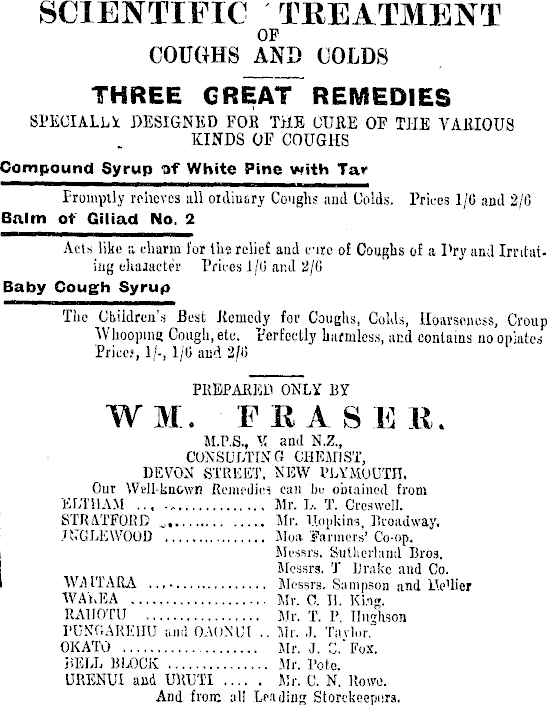 SCIENTIFIC TREATMENT
OF
COUGHS AND COLDS
THREE GREAT REMEDIES
SPECIALLY DESIGNED FOR THE CURE OF THE VARIOUS
KINDS OF COUGHS
Compound Syrup of White Pine with Tar
Promptly relieves all ordinary Coughs and Colds. Prices 1/6 and 2/6
Balm of Giliad No. 2
Acts like a charm for the relief and cure of Coughs of a Dry and Irritat-
ing character Prices 1/6 and 2/6
Baby Cough Syrup
The Children's Best Remedy for Coughs, Colds, Hoarseness, Croup
Whooping Cough, etc. Perfectly harmless, and contains no opiates
Prices, 1/-, 1/6 and 2/6
PREPARED ONLY BY
WM. FRASER.
M.P.S., V. and N.Z.,
CONSULTING CHEMIST,
DEVON STREET, NEW PLYMOUTH.
Our Well-known Remedies can be obtained from
ELTHAM .................. Mr. L. T. Creswell.
STRATFORD ............... Mr. Hopkins, Broadway.
INGLEWOOD ............... Moa Farmers' Co-op.
Messrs. Sutherland Bros.
Messrs. T Drake and Co.
WAITARA .................. Messrs. Sampson and Mellier
WAREA .................... Mr. C. H. King.
RAHOTU ................. Mr. T. P. Hughson
PUNGAREHU and OAONUI .. Mr. J. Taylor.
OKATO .................... Mr. J. S. Fox.
BELL BLOCK ............... Mr. Pote.
URENUI and URUTI .... . Mr. C. N. Rowe.
And from all Leading Storekeepers.